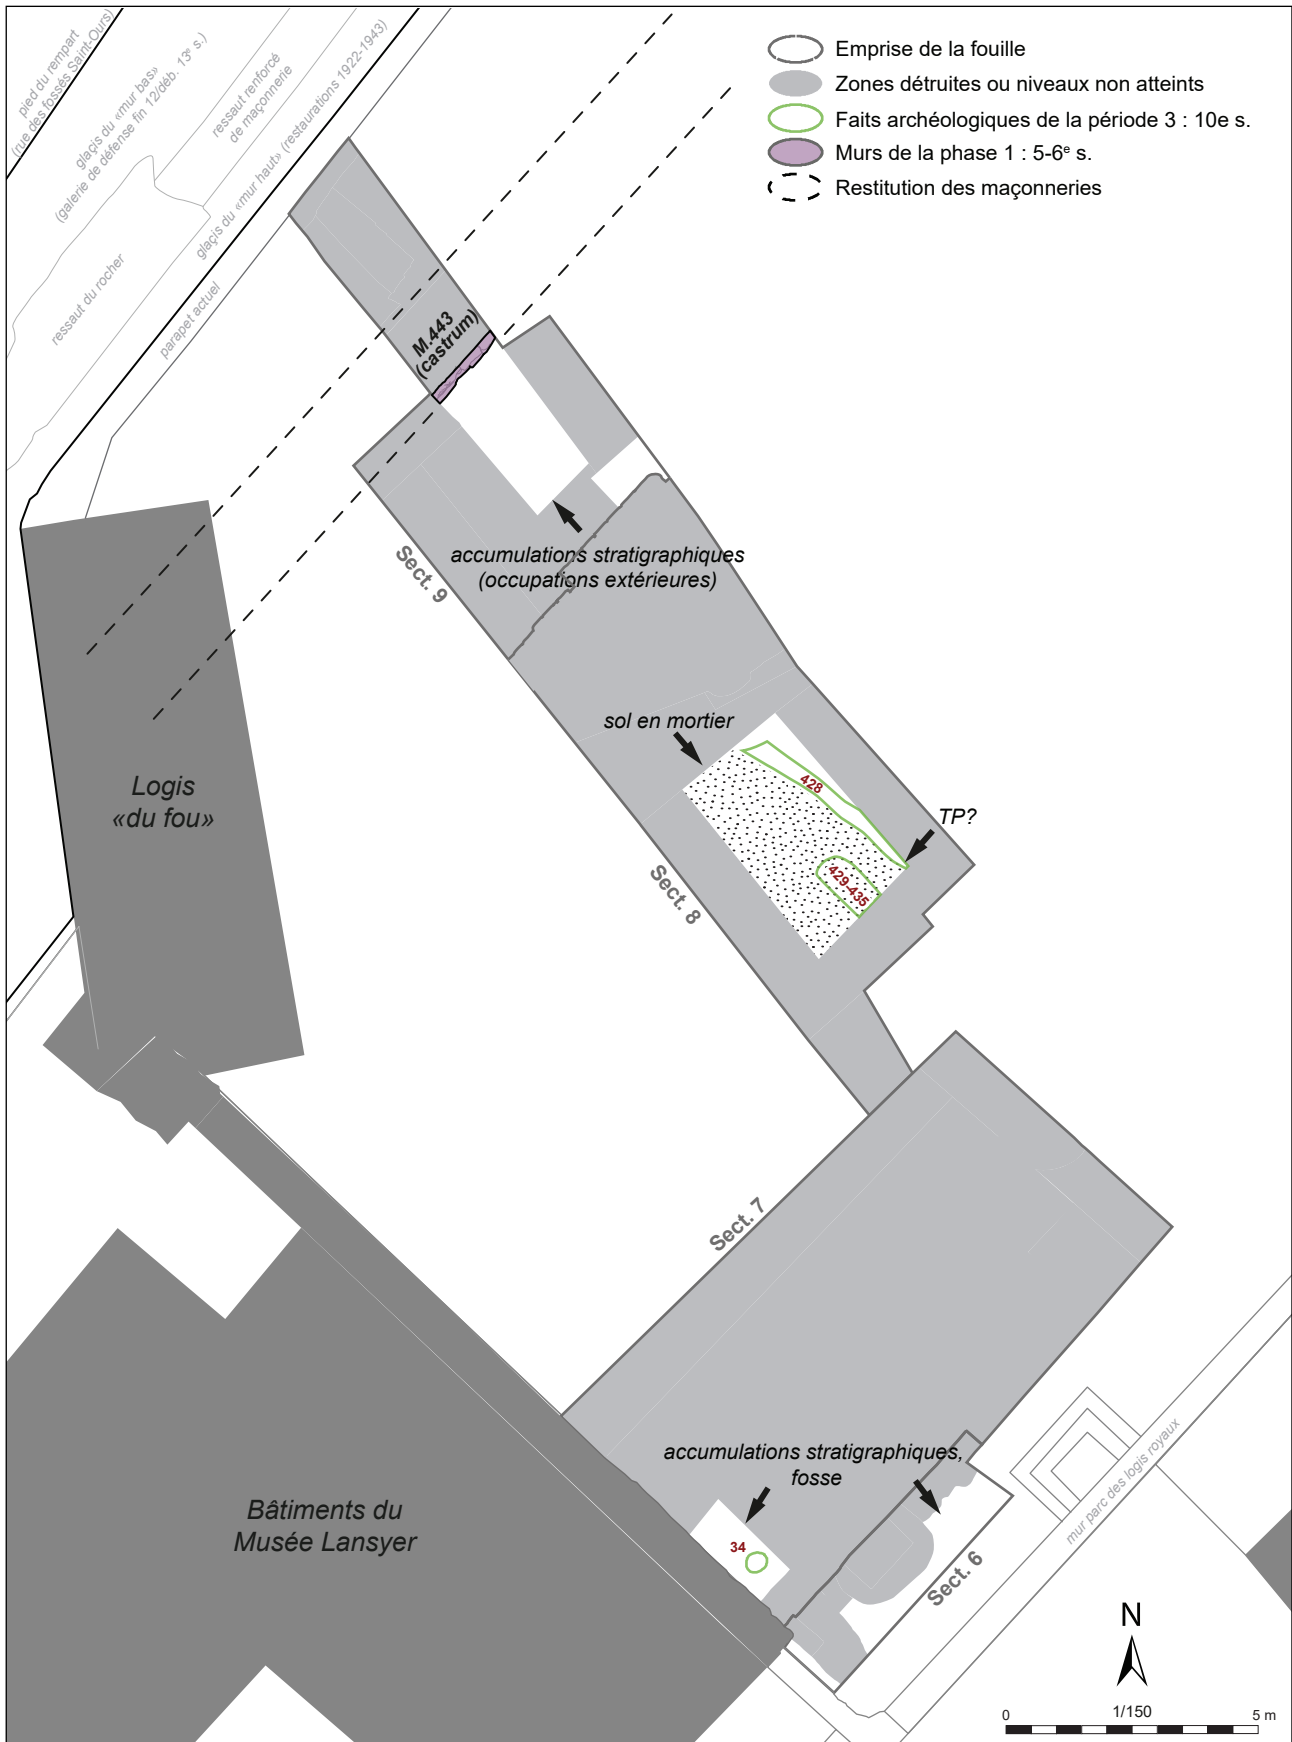 Emprise de la fouille
Zones détruites ou niveaux non atteints
Faits archéologiques de la période 3 : 10e s.
Murs de la phase 1 : 5-6e s.
Restitution des maçonneries
pied du rempart
(rue des fossés Saint-Ours)
glaçis du «mur bas»
(galerie de défense fin 12/déb. 13e s.)
ressaut renforcé
de maçonnerie
glaçis du «mur haut» (restaurations 1922-1943)
ressaut du rocher
parapet actuel
M.443
(castrum)
accumulations stratigraphiques
(occupations extérieures)
Sect. 9
sol en mortier
428
TP?
429-435
Sect. 8
Logis
«du fou»
Sect. 7
accumulations stratigraphiques,
fosse
34
Sect. 6
mur parc des logis royaux
Bâtiments du
Musée Lansyer
N
0 1/150 5 m